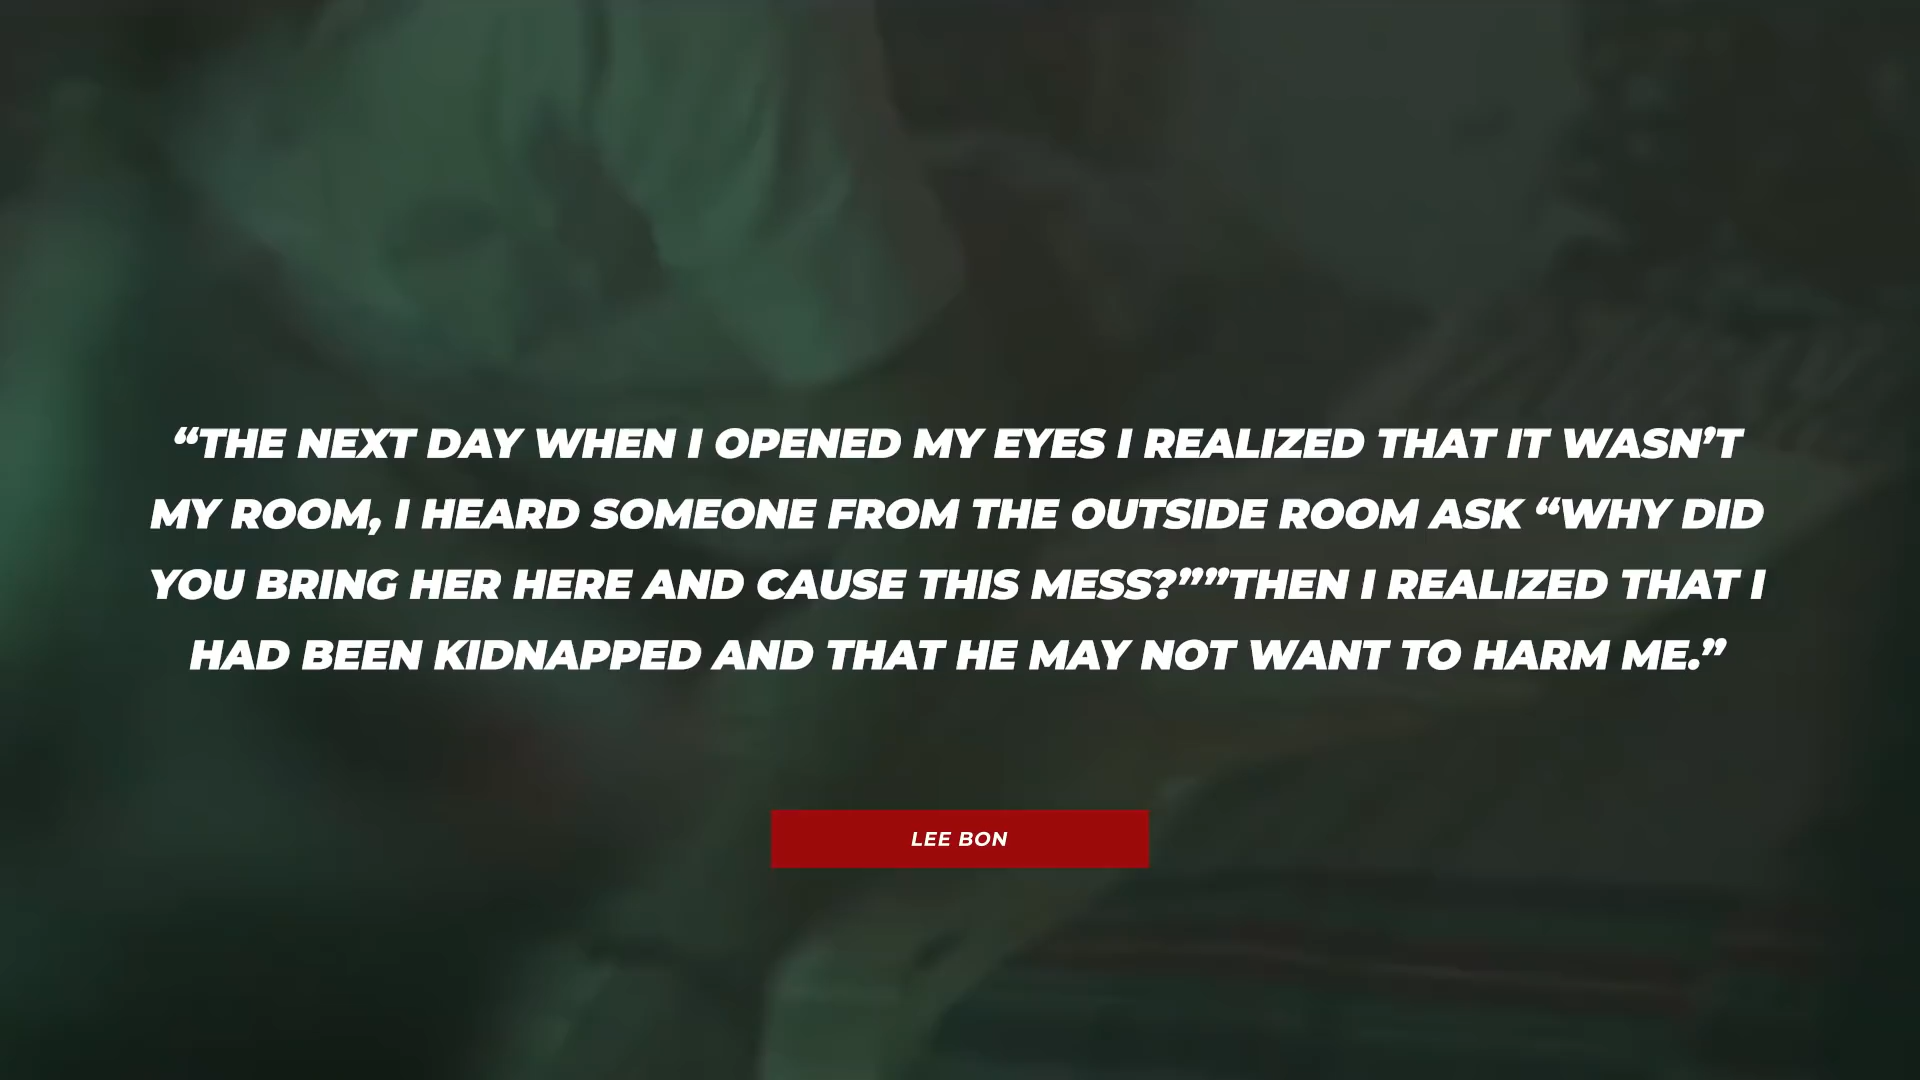 “THE NEXT DAY WHEN I OPENED MY EYES I REALIZED THAT IT WASN’T
MY ROOM, I HEARD SOMEONE FROM THE OUTSIDE ROOM ASK “WHY DID
YOU BRING HER HERE AND CAUSE THIS MESS?””THEN I REALIZED THAT I
HAD BEEN KIDNAPPED AND THAT HE MAY NOT WANT TO HARM ME.”
LEE BON